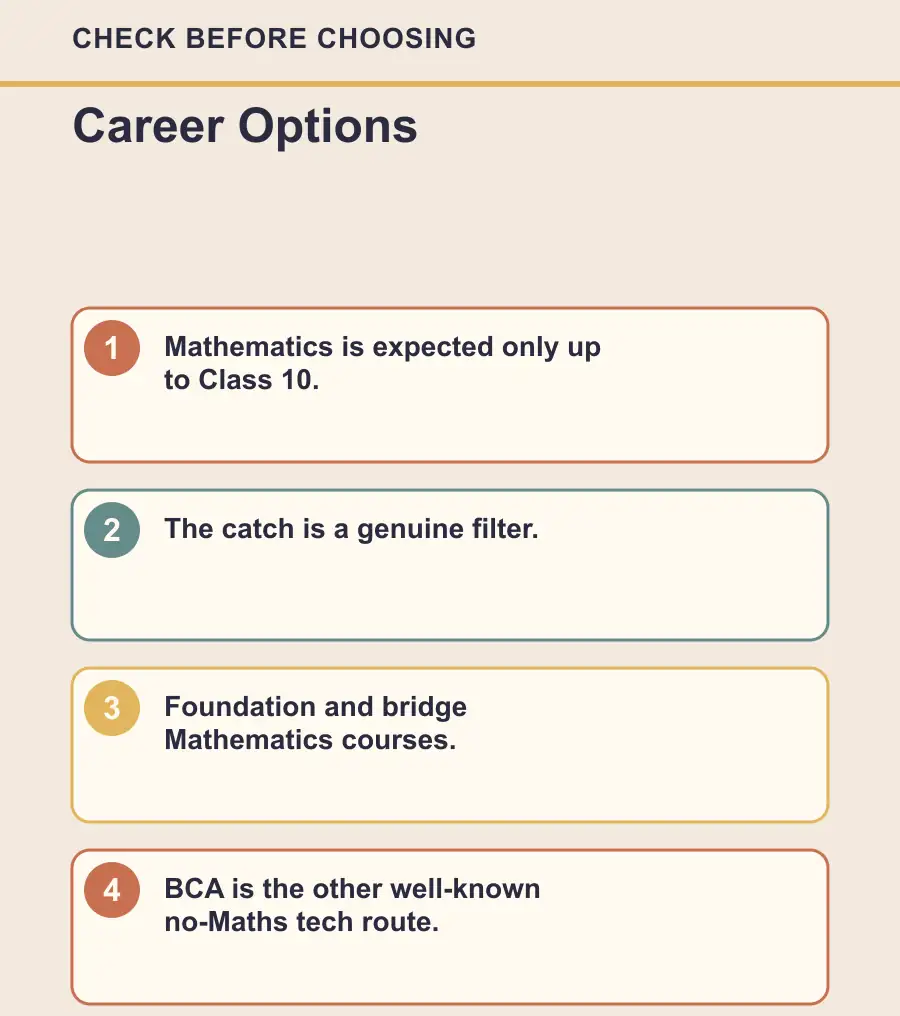 CHECK BEFORE CHOOSING
Career Options
1
Mathematics is expected only up
to Class 10.
2
The catch is a genuine filter.
3
Foundation and bridge
Mathematics courses.
4
BCA is the other well-known
no-Maths tech route.